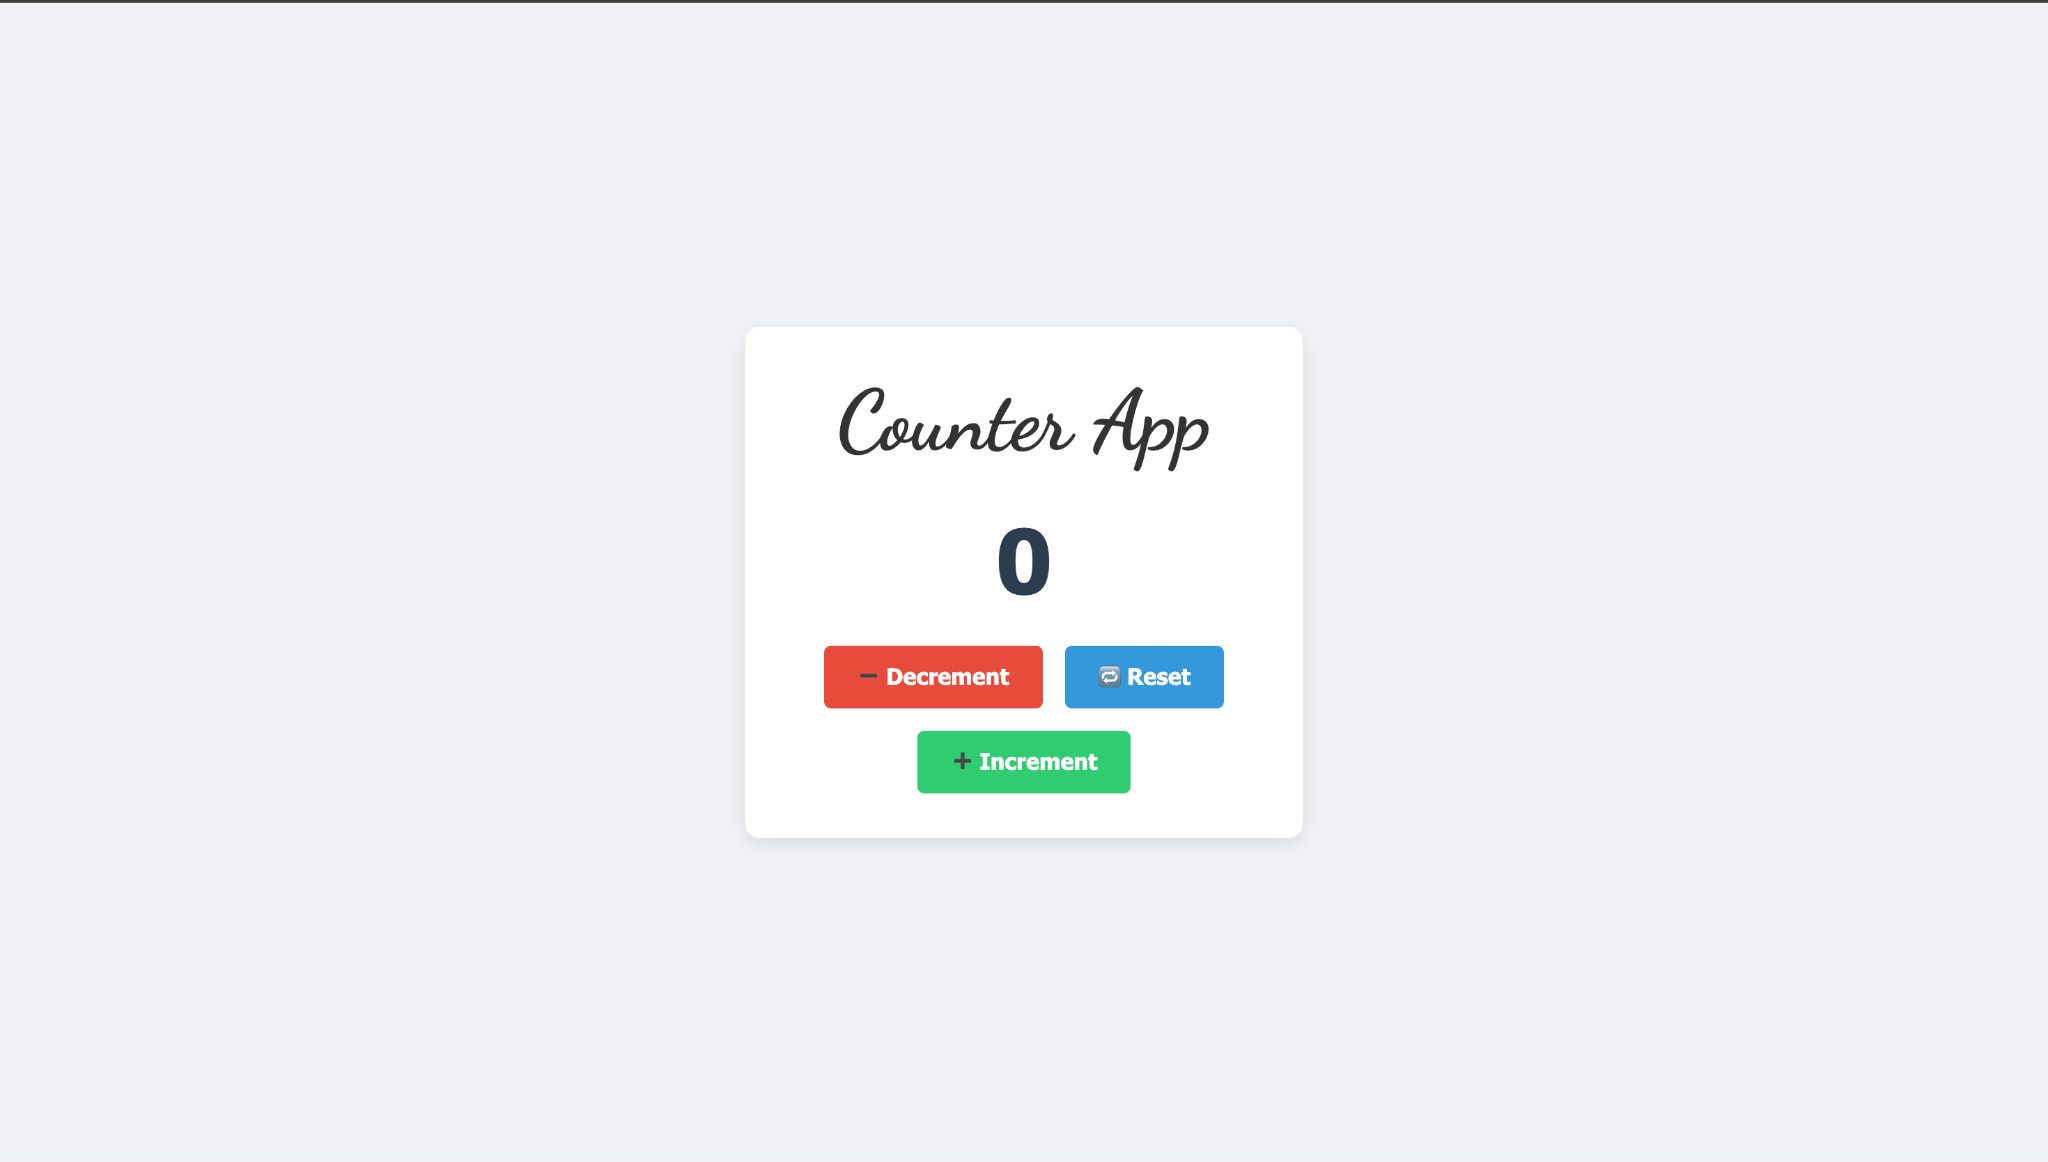 Counter App
0
➖ Decrement
🔁 Reset
➕ Increment